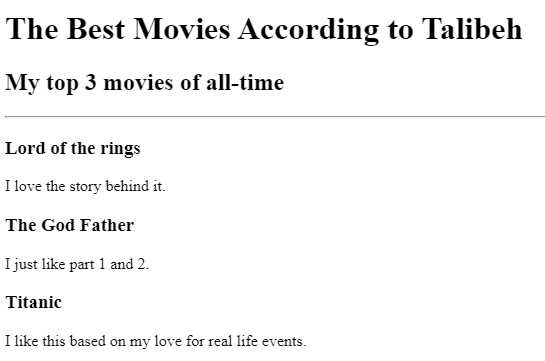 The Best Movies According to Talibeh
My top 3 movies of all-time
Lord of the rings
I love the story behind it.
The God Father
I just like part 1 and 2.
Titanic
I like this based on my love for real life events.